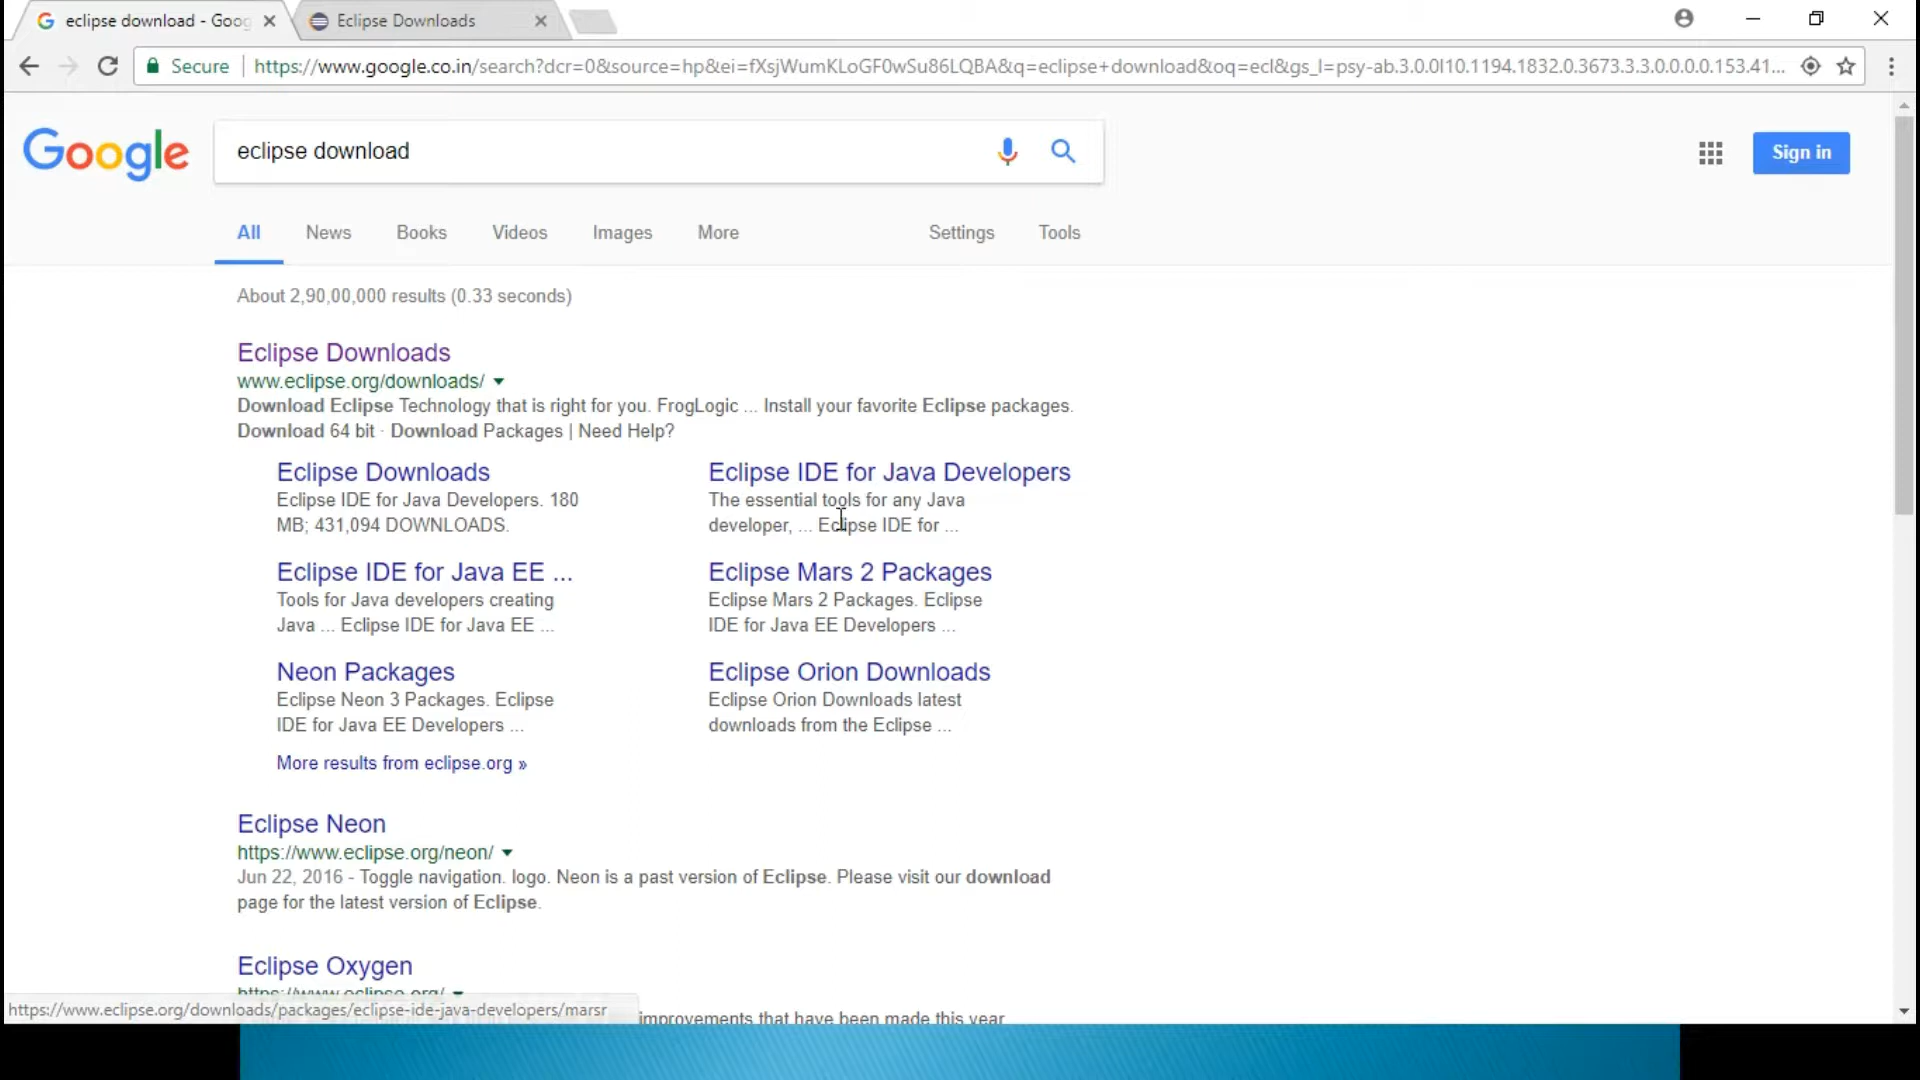 eclipse download - Goog
Eclipse Downloads
Secure
https://www.google.co.in/search?dcr=0&source=hp&ei=fXsjWumKLoGF0wSu86LQBA&q=eclipse+download&oq=ecl&gs_l=psy-ab.3.0.0l10.1194.1832.0.3673.3.3.0.0.0.0.153.41...
Google
eclipse download
Sign in
All
News
Books
Videos
Images
More
Settings
Tools
About 2,90,00,000 results (0.33 seconds)
Eclipse Downloads
www.eclipse.org/downloads/
Download Eclipse Technology that is right for you. FrogLogic ... Install your favorite Eclipse packages.
Download 64 bit · Download Packages | Need Help?
Eclipse Downloads
Eclipse IDE for Java Developers. 180
MB; 431,094 DOWNLOADS.
Eclipse IDE for Java Developers
The essential tools for any Java
developer, ... Eclipse IDE for ...
Eclipse IDE for Java EE ...
Tools for Java developers creating
Java ... Eclipse IDE for Java EE ...
Eclipse Mars 2 Packages
Eclipse Mars 2 Packages. Eclipse
IDE for Java EE Developers ...
Neon Packages
Eclipse Neon 3 Packages. Eclipse
IDE for Java EE Developers ...
Eclipse Orion Downloads
Eclipse Orion Downloads latest
downloads from the Eclipse ...
More results from eclipse.org »
Eclipse Neon
https://www.eclipse.org/neon/
Jun 22, 2016 - Toggle navigation. logo. Neon is a past version of Eclipse. Please visit our download
page for the latest version of Eclipse.
Eclipse Oxygen
https://www.eclipse.org/
https://www.eclipse.org/downloads/packages/eclipse-ide-java-developers/marsr
improvements that have been made this year